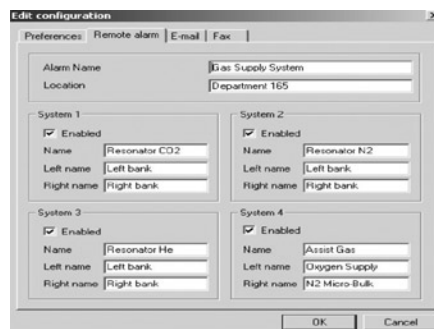 Edit configuration
Preferences Remote alarm E-mail Fax
Alarm Name Gas Supply System
Location Department 165
System 1
Enabled
Name Resonator CO2
Left name Left bank
Right name Right bank
System 2
Enabled
Name Resonator N2
Left name Left bank
Right name Right bank
System 3
Enabled
Name Resonator He
Left name Left bank
Right name Right bank
System 4
Enabled
Name Assist Gas
Left name Oxygen Supply
Right name N2 Micro-Bulk
OK Cancel